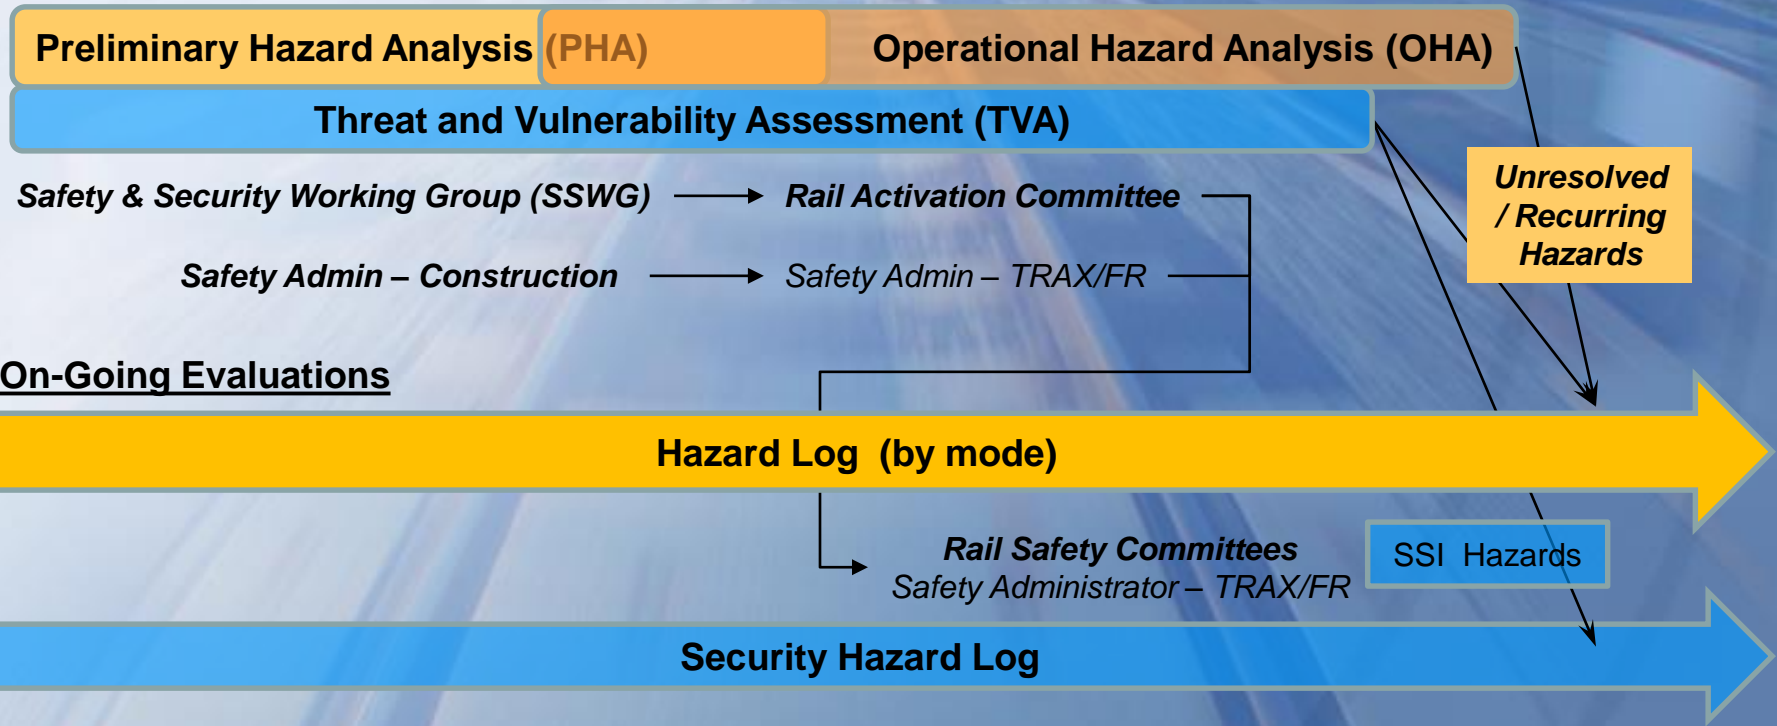 Preliminary Hazard Analysis (PHA)
Operational Hazard Analysis (OHA)
Threat and Vulnerability Assessment (TVA)
Safety & Security Working Group (SSWG)
Rail Activation Committee
Unresolved
/ Recurring
Hazards
Safety Admin – Construction
Safety Admin – TRAX/FR
On-Going Evaluations
Hazard Log (by mode)
Rail Safety Committees
Safety Administrator – TRAX/FR
SSI Hazards
Security Hazard Log